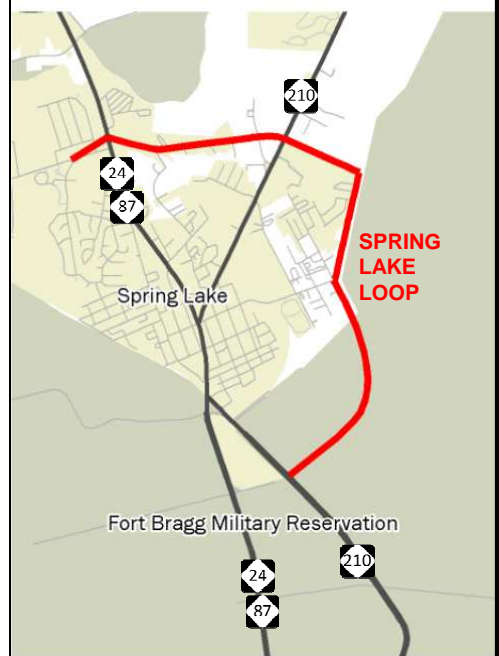 210
24
87
SPRING
LAKE
LOOP
Spring Lake
Fort Bragg Military Reservation
210
24
87